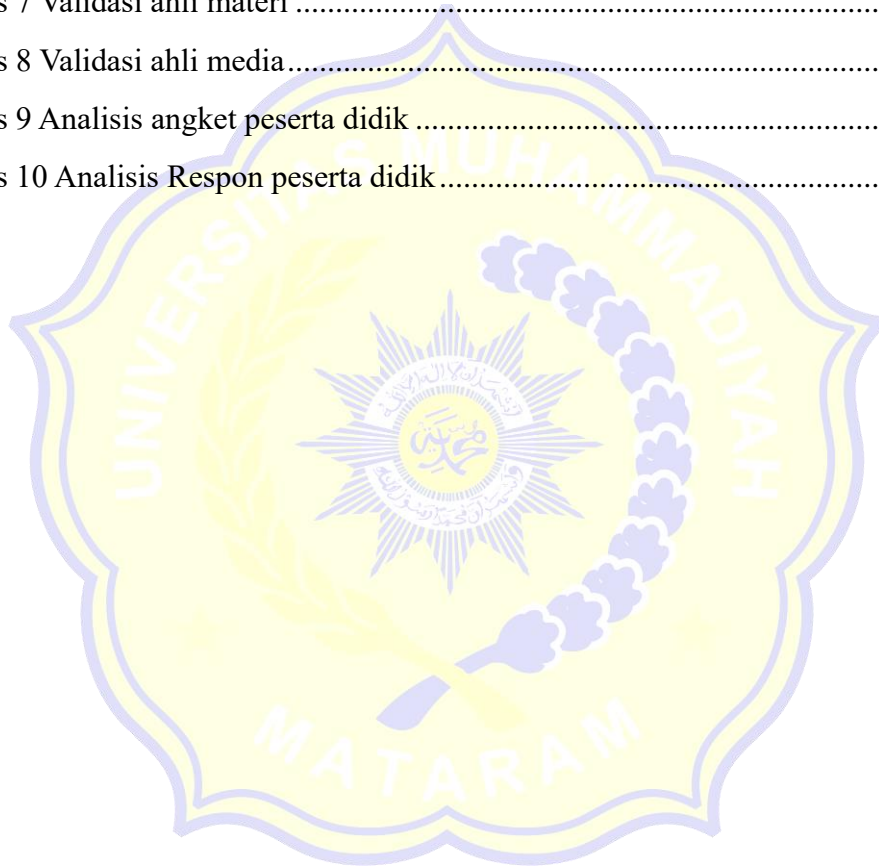 s 7 Validasi ahli materi ........................................................................
s 8 Validasi ahli media........................................................................
s 9 Analisis angket peserta didik ........................................................
s 10 Analisis Respon peserta didik.....................................................
UNIVERSITAS MUHAMMADIYAH
MATARAM